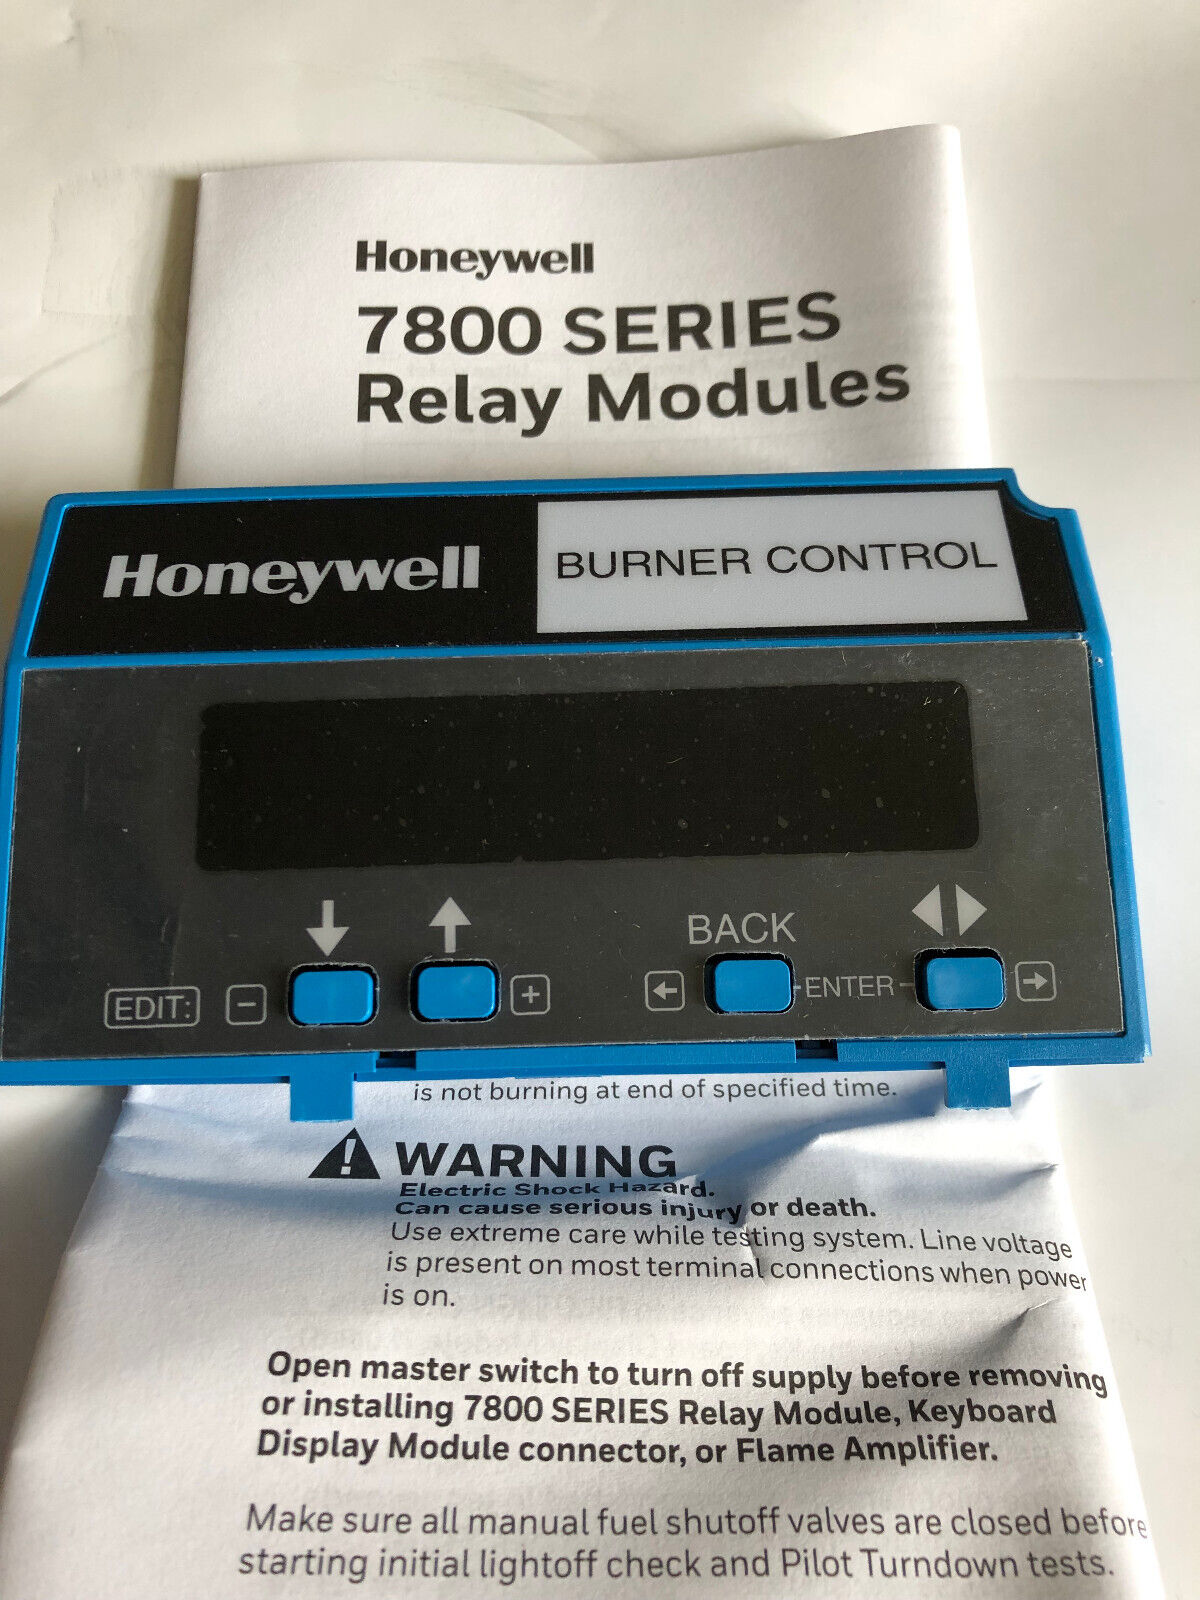 Honeywell
7800 SERIES
Relay Modules
Honeywell
BURNER CONTROL
BACK
EDIT: - + ← ENTER →
is not burning at end of specified time.
WARNING
Electric Shock Hazard.
Can cause serious injury or death.
Use extreme care while testing system. Line voltage
is present on most terminal connections when power
is on.
Open master switch to turn off supply before removing
or installing 7800 SERIES Relay Module, Keyboard
Display Module connector, or Flame Amplifier.
Make sure all manual fuel shutoff valves are closed before
starting initial lightoff check and Pilot Turndown tests.